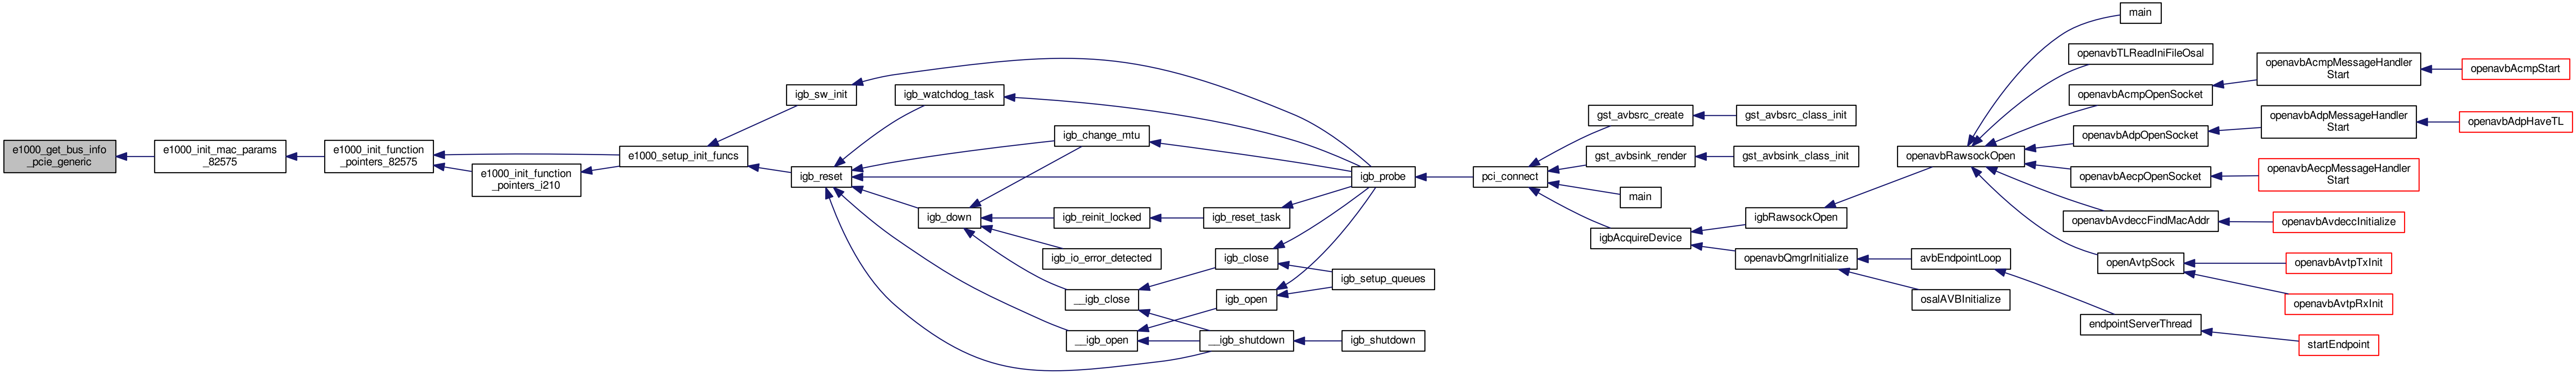 e1000_get_bus_info
_pcie_generic
e1000_init_mac_params
_82575
e1000_init_function
_pointers_82575
e1000_init_function
_pointers_i210
e1000_setup_init_funcs
igb_sw_init
igb_reset
igb_watchdog_task
igb_change_mtu
igb_down
igb_reinit_locked
igb_io_error_detected
__igb_close
__igb_open
igb_reset_task
igb_close
igb_open
__igb_shutdown
igb_probe
igb_setup_queues
igb_shutdown
pci_connect
gst_avbsrc_create
gst_avbsink_render
main
igbAcquireDevice
gst_avbsrc_class_init
gst_avbsink_class_init
igbRawsockOpen
openavbQmgrInitialize
avbEndpointLoop
osalAVBInitialize
openavbRawsockOpen
main
openavbTLReadIniFileOsal
openavbAcmpOpenSocket
openavbAdpOpenSocket
openavbAecpOpenSocket
openavbAvdeccFindMacAddr
openAvtpSock
endpointServerThread
openavbAcmpMessageHandler
Start
openavbAdpMessageHandler
Start
openavbAecpMessageHandler
Start
openavbAvdeccInitialize
openavbAvtpTxInit
openavbAvtpRxInit
startEndpoint
openavbAcmpStart
openavbAdpHaveTL